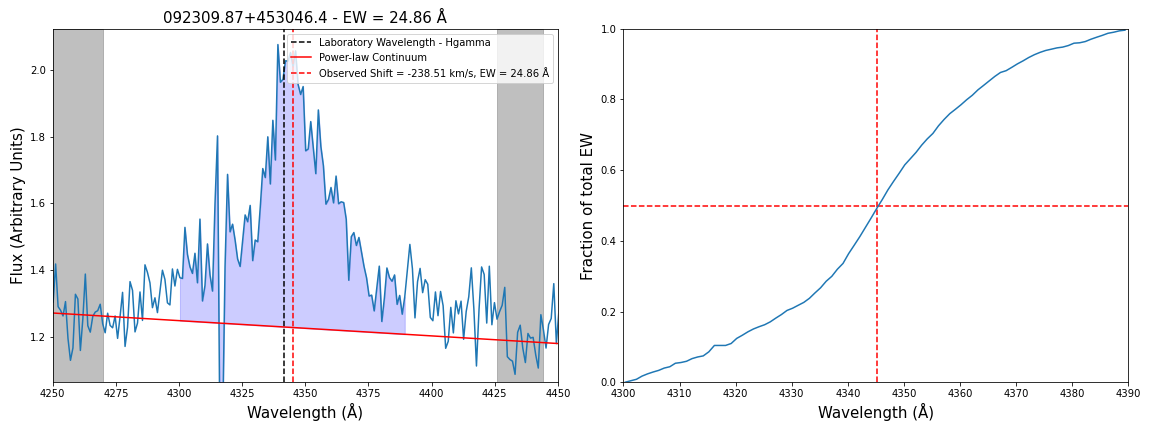 092309.87+453046.4 - EW = 24.86 Å
Laboratory Wavelength - Hgamma
Power-law Continuum
Observed Shift = -238.51 km/s, EW = 24.86 Å
Flux (Arbitrary Units)
2.0
1.8
1.6
1.4
1.2
4250 4275 4300 4325 4350 4375 4400 4425 4450
Wavelength (Å)
Fraction of total EW
1.0
0.8
0.6
0.4
0.2
0.0
4300 4310 4320 4330 4340 4350 4360 4370 4380 4390
Wavelength (Å)